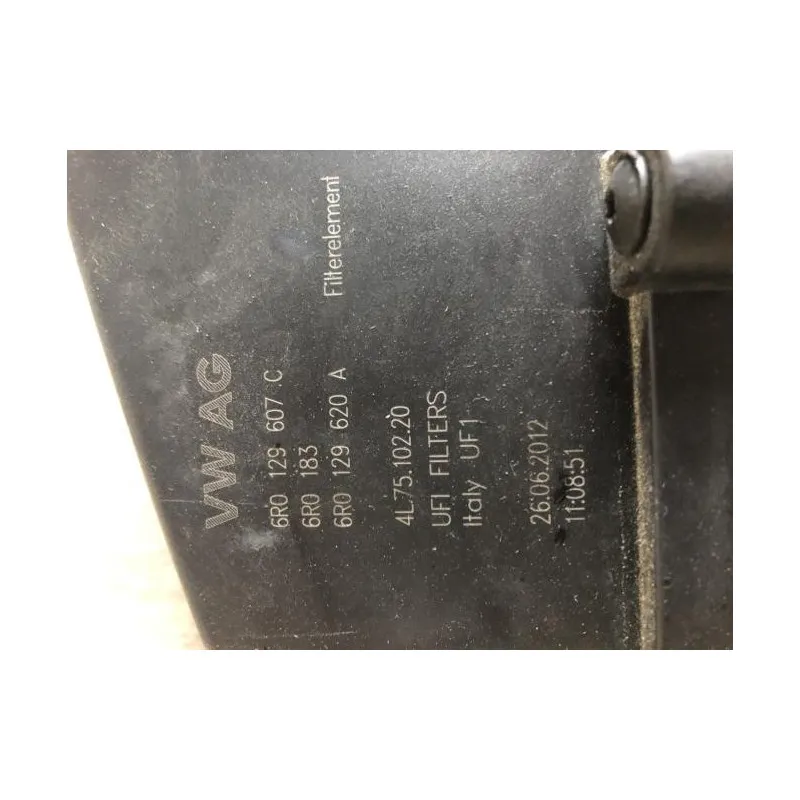 VW AG
6R0 129 607 C
6R0 183
6R0 129 620 A Filterelement
4L75.102.20
UFI FILTERS
Italy UF1
26.06.2012
11:08:51